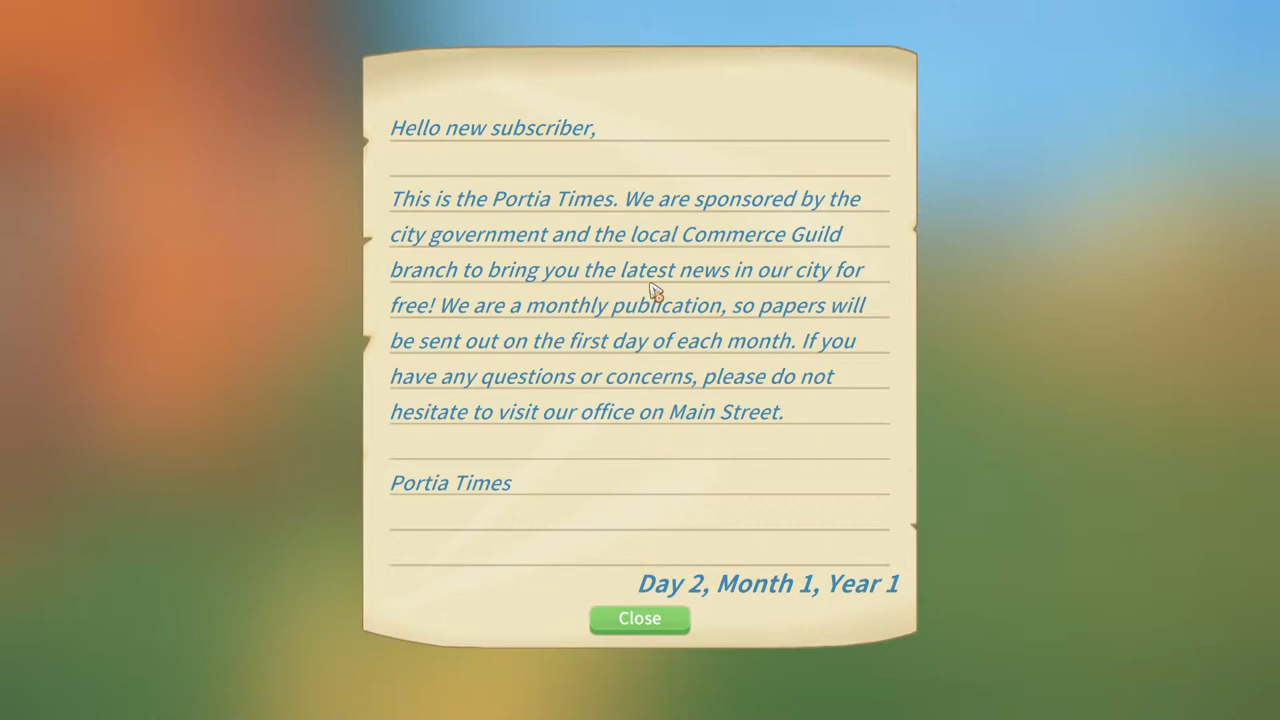 Hello new subscriber,
This is the Portia Times. We are sponsored by the
city government and the local Commerce Guild
branch to bring you the latest news in our city for
free! We are a monthly publication, so papers will
be sent out on the first day of each month. If you
have any questions or concerns, please do not
hesitate to visit our office on Main Street.
Portia Times
Day 2, Month 1, Year 1
Close